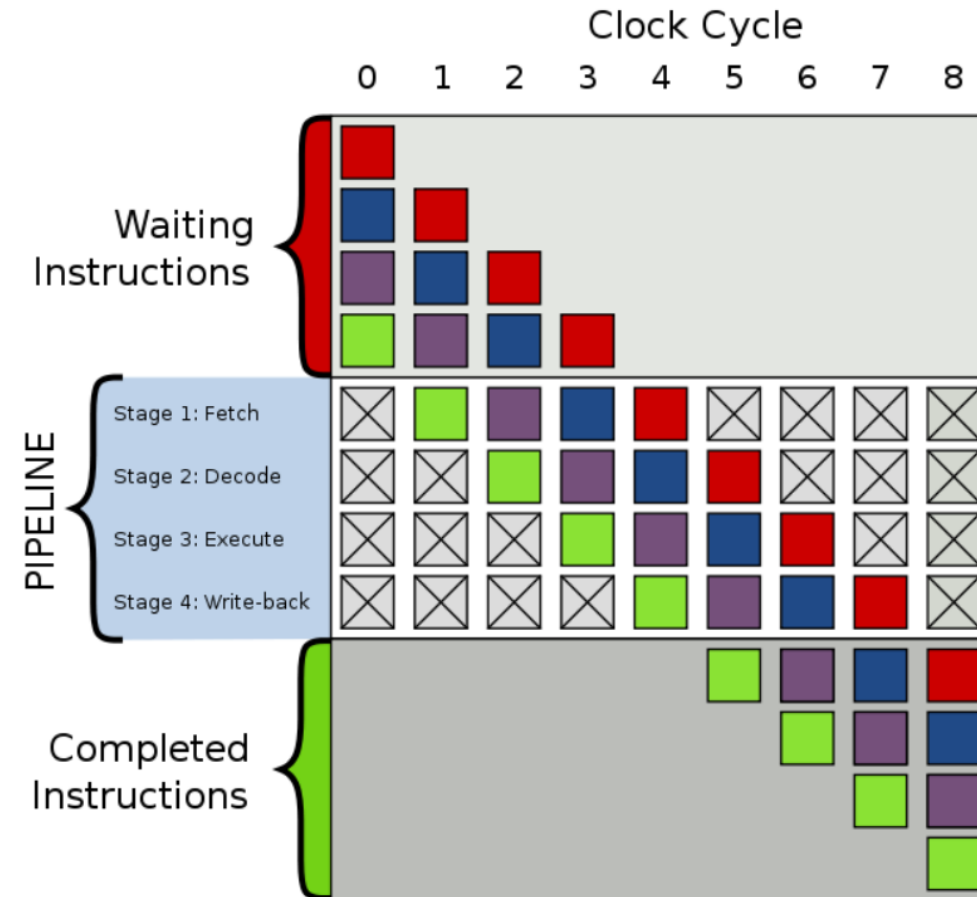 Clock Cycle
0 1 2 3 4 5 6 7 8
Waiting
Instructions
PIPELINE
Stage 1: Fetch
Stage 2: Decode
Stage 3: Execute
Stage 4: Write-back
Completed
Instructions